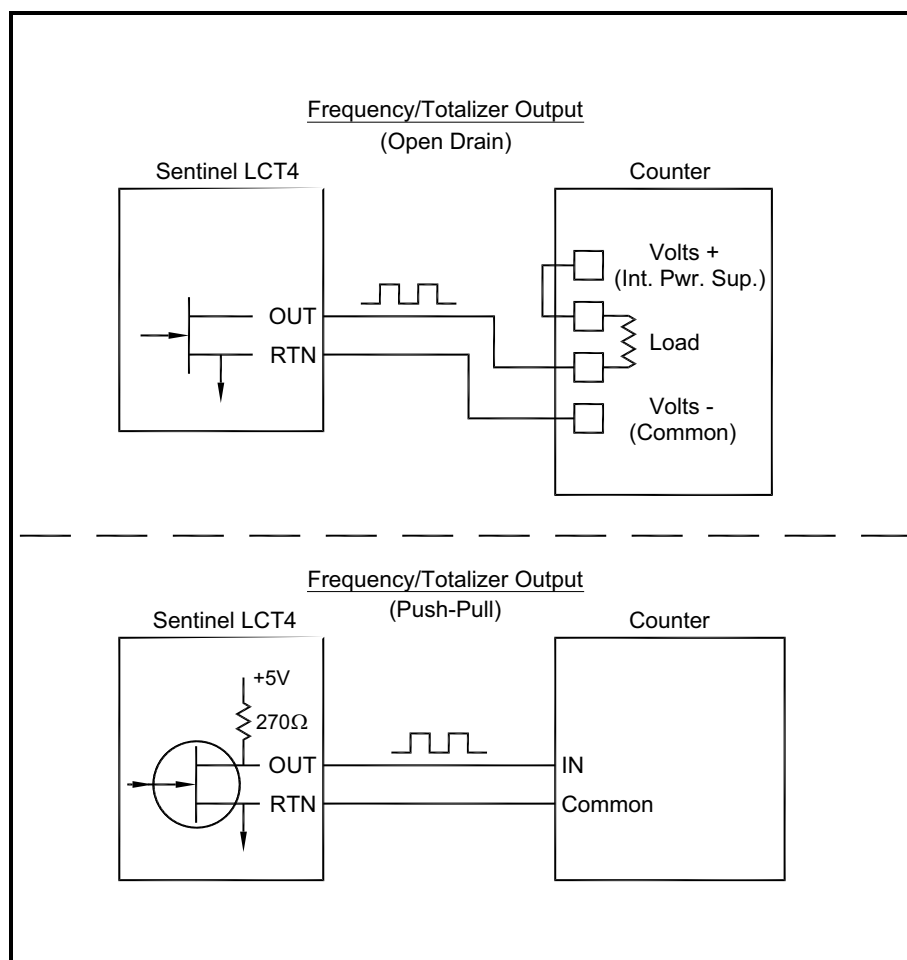 Frequency/Totalizer Output
(Open Drain)
Sentinel LCT4
Counter
Volts +
(Int. Pwr. Sup.)
OUT
Load
RTN
Volts -
(Common)
Frequency/Totalizer Output
(Push-Pull)
Sentinel LCT4
Counter
+5V
270Ω
OUT
IN
RTN
Common